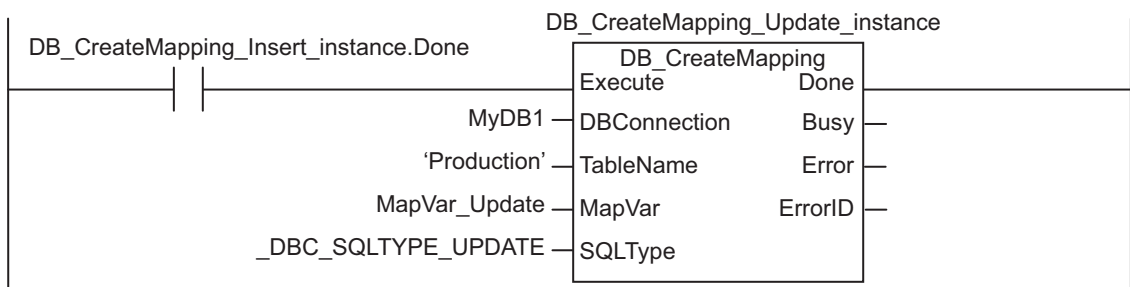 DB_CreateMapping_Update_instance
DB_CreateMapping_Insert_instance.Done
DB_CreateMapping
Execute Done
MyDB1 DBConnection Busy
‘Production’ TableName Error
MapVar_Update MapVar ErrorID
_DBC_SQLTYPE_UPDATE SQLType